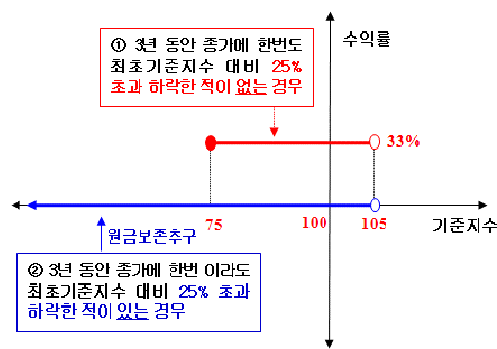 수익률
① 3년 동안 종가에 한번도
최초기준지수 대비 25%
초과 하락한 적이 없는 경우
33%
75
100
105
기준지수
원금보존추구
② 3년 동안 종가에 한번 이라도
최초기준지수 대비 25% 초과
하락한 적이 있는 경우